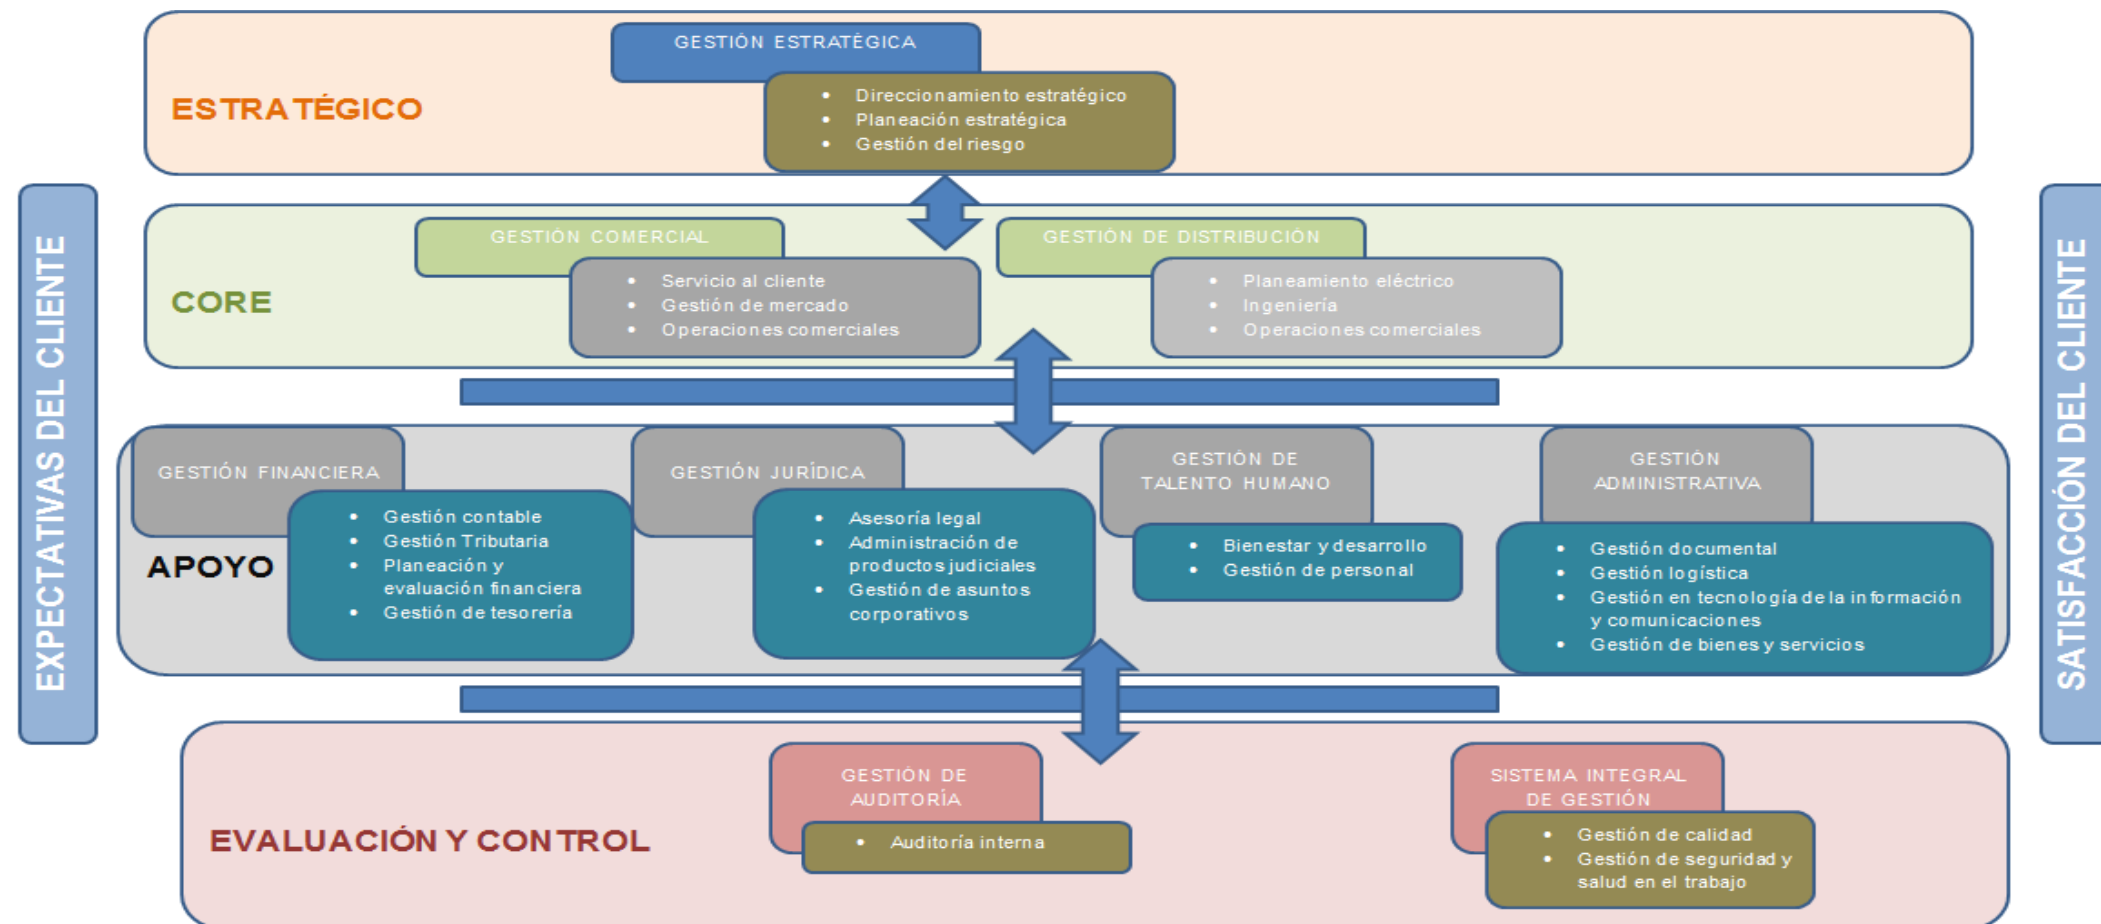 GESTIÓN ESTRATÉGICA
ESTRATÉGICO
• Direccionamiento estratégico
• Planeación estratégica
• Gestión del riesgo
EXPECTATIVAS DEL CLIENTE
CORE
GESTIÓN COMERCIAL
• Servicio al cliente
• Gestión de mercado
• Operaciones comerciales
GESTIÓN DE DISTRIBUCIÓN
• Planeamiento eléctrico
• Ingeniería
• Operaciones comerciales
SATISFACCIÓN DEL CLIENTE
APOYO
GESTIÓN FINANCIERA
• Gestión contable
• Gestión Tributaria
• Planeación y
evaluación financiera
• Gestión de tesorería
GESTIÓN JURÍDICA
• Asesoría legal
• Administración de
productos judiciales
• Gestión de asuntos
corporativos
GESTIÓN DE
TALENTO HUMANO
• Bienestar y desarrollo
• Gestión de personal
GESTIÓN
ADMINISTRATIVA
• Gestión documental
• Gestión logística
• Gestión en tecnología de la información
y comunicaciones
• Gestión de bienes y servicios
EVALUACIÓN Y CONTROL
GESTIÓN DE
AUDITORÍA
• Auditoría interna
SISTEMA INTEGRAL
DE GESTIÓN
• Gestión de calidad
• Gestión de seguridad y
salud en el trabajo